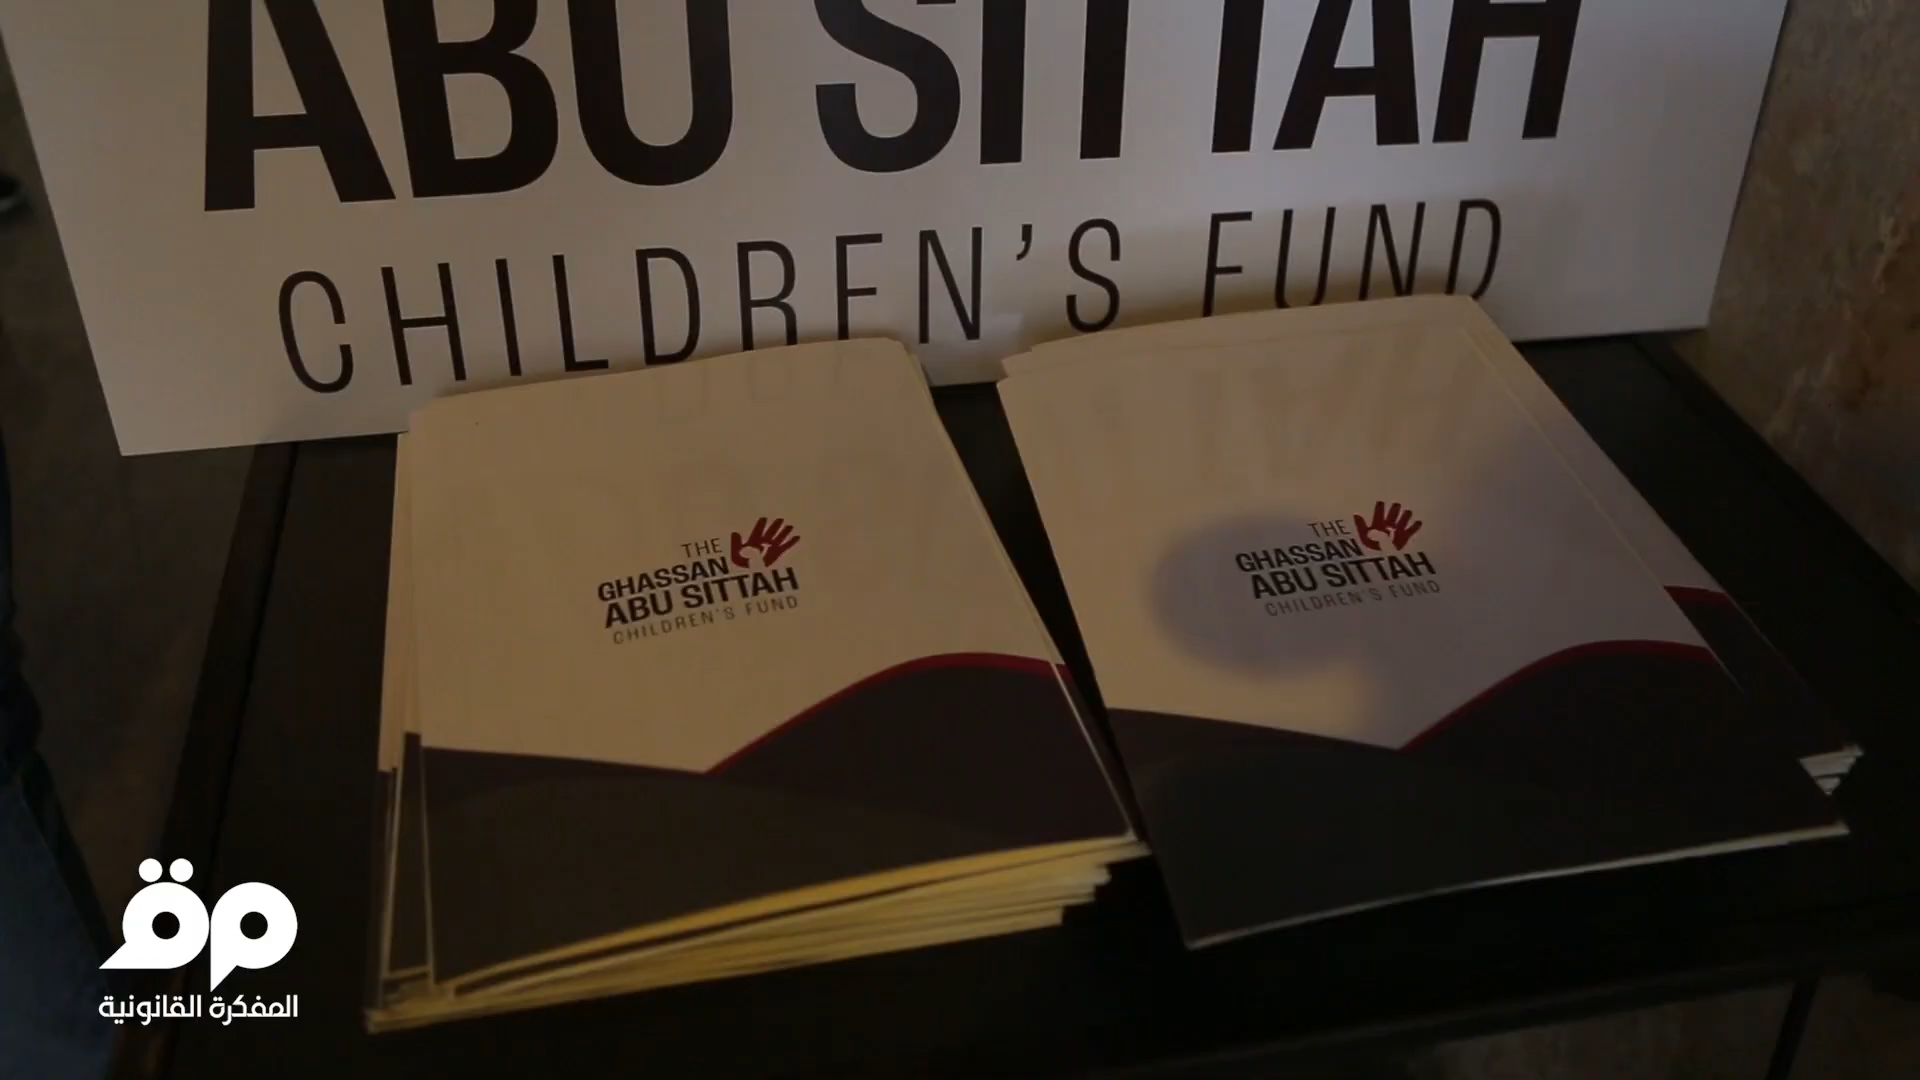 ABU SITTAH
CHILDREN'S FUND
THE
GHASSAN
ABU SITTAH
CHILDREN'S FUND
THE
GHASSAN
ABU SITTAH
CHILDREN'S FUND
المفكرة القانونية